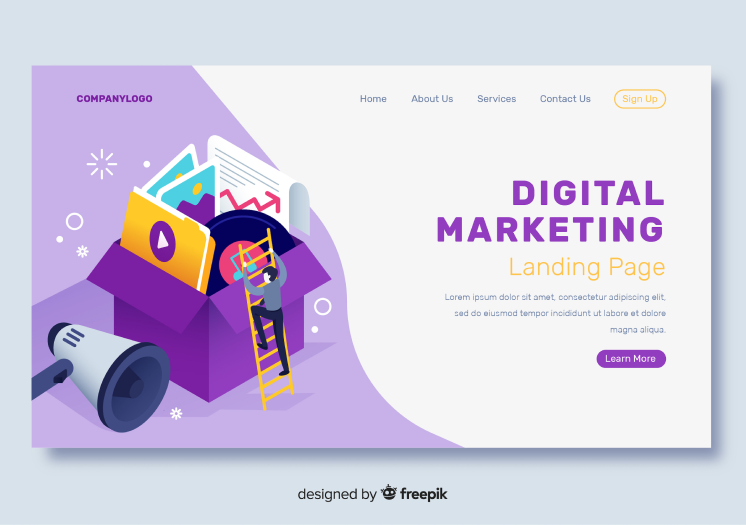 COMPANYLOGO
Home About Us Services Contact Us Sign Up
DIGITAL
MARKETING
Landing Page
Lorem ipsum dolor sit amet, consectetur adipiscing elit,
sed do eiusmod tempor incididunt ut labore et dolore
magna aliqua.
Learn More
designed by freepik